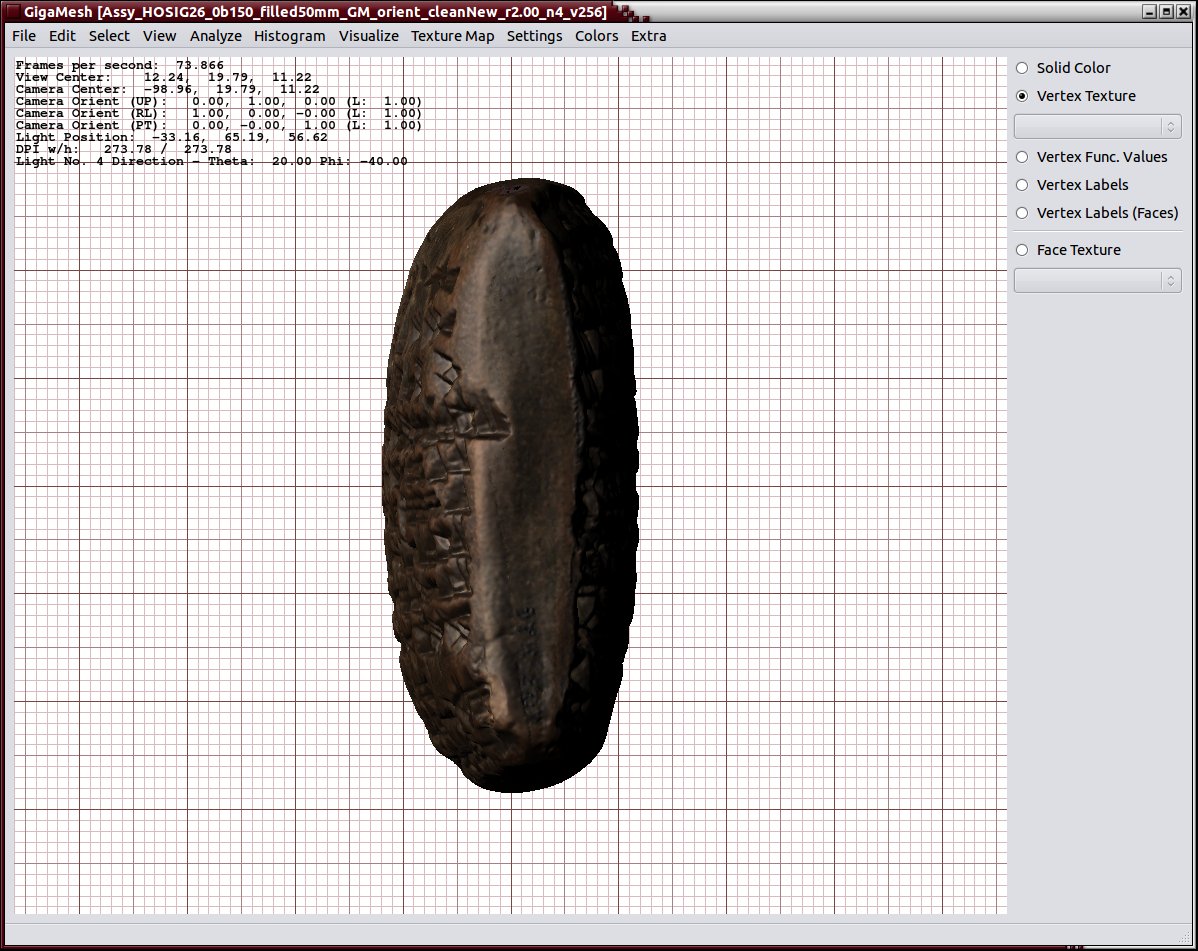 GigaMesh [Assy_HOSIG26_0b150_filled50mm_GM_orient_cleanNew_r2.00_n4_v256]
File Edit Select View Analyze Histogram Visualize Texture Map Settings Colors Extra
Frames per second: 73.866
View Center: 12.24, 19.79, 11.22
Camera Center: -98.96, 19.79, 11.22
Camera Orient (UP): 0.00, 1.00, 0.00 (L: 1.00)
Camera Orient (RL): 1.00, 0.00, -0.00 (L: 1.00)
Camera Orient (PT): 0.00, -0.00, 1.00 (L: 1.00)
Light Position: -33.16, 65.19, 56.62
DPI w/h: 273.78 / 273.78
Light No. 4 Direction - Theta: 20.00 Phi: -40.00
Solid Color
Vertex Texture
Vertex Func. Values
Vertex Labels
Vertex Labels (Faces)
Face Texture